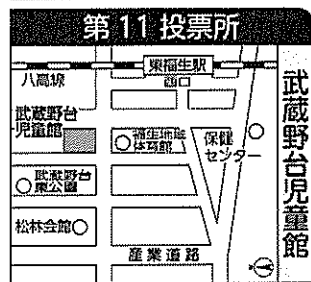 第11投票所
八高線
東福生駅
西口
武蔵野台
児童館
福生地域
体育館
保健
センター
武蔵野台
東公園
松林会館
産業道路
武蔵野台児童館